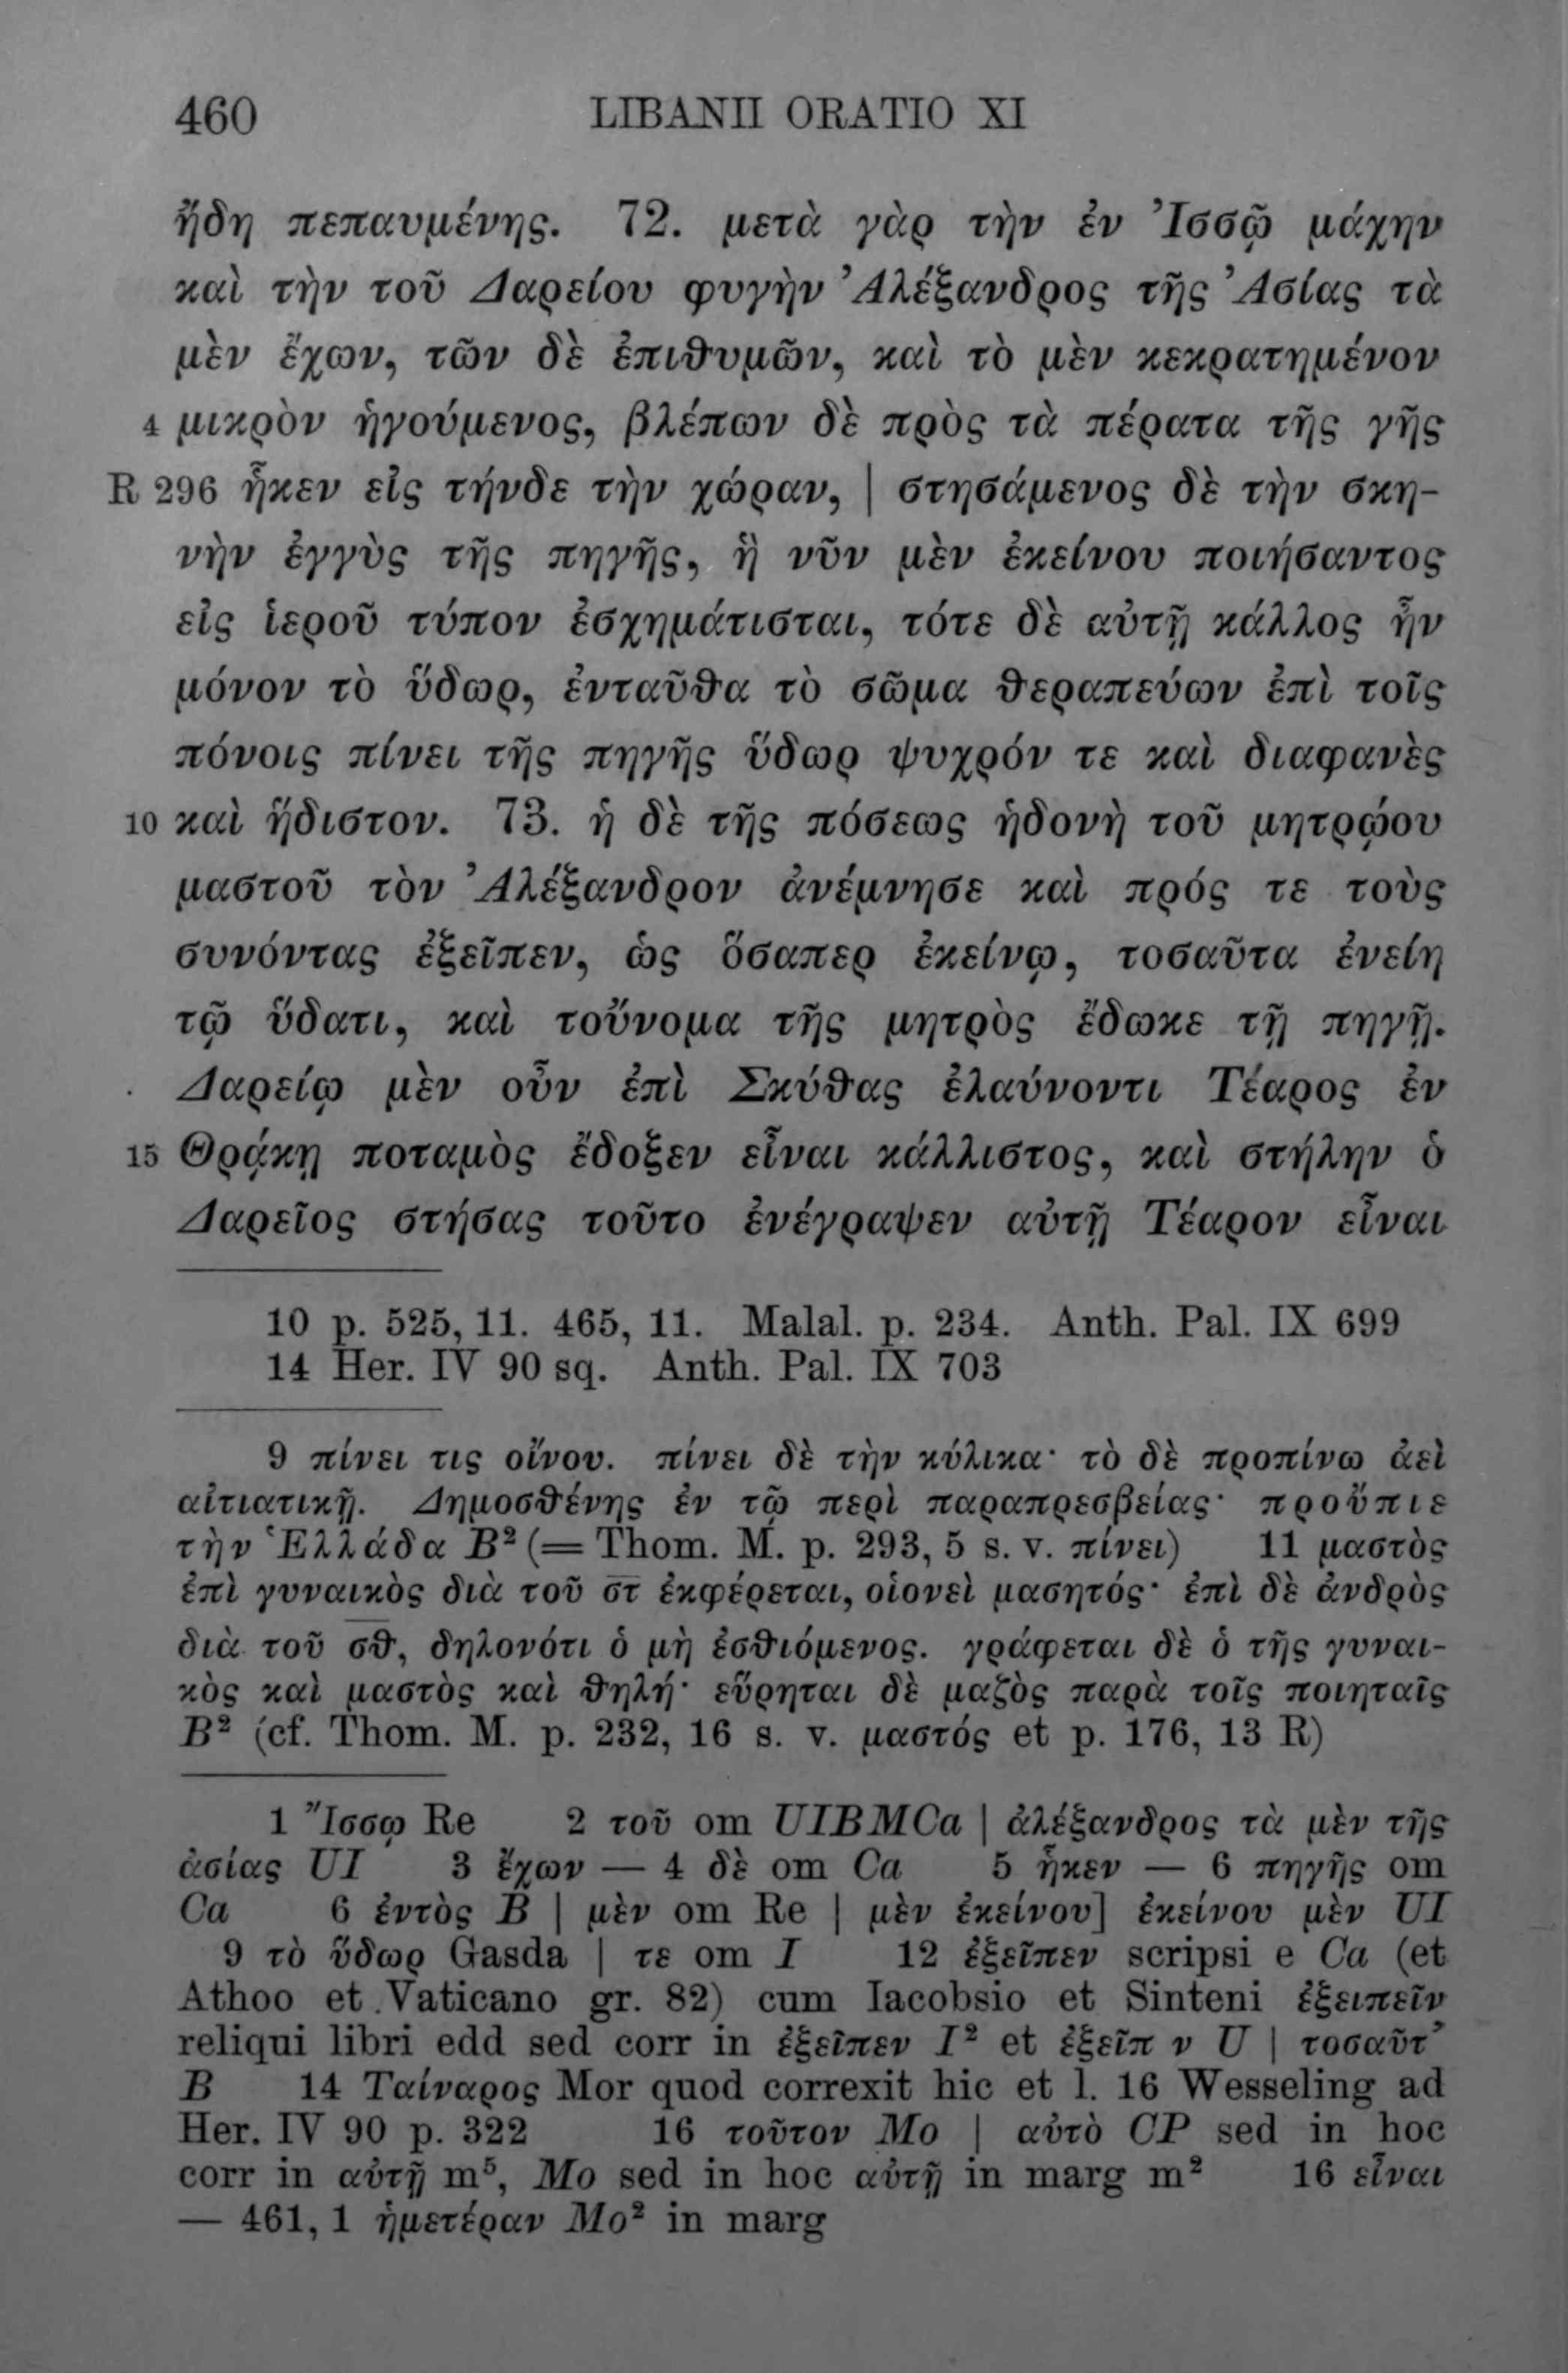 460 LIBANII ORATIO XI
ἤδη πεπαυμένης. 72. μετὰ γὰρ τὴν ἐν Ἰσσῷ μάχην
καὶ τὴν τοῦ Δαρείου φυγὴν Ἀλέξανδρος τῆς Ἀσίας τὰ
μὲν ἔχων, τῶν δὲ ἐπιθυμῶν, καὶ τὸ μὲν κεκρατημένον
4 μικρὸν ἡγούμενος, βλέπων δὲ πρὸς τὰ πέρατα τῆς γῆς
R 296 ἧκεν εἰς τήνδε τὴν χώραν, | στησάμενος δὲ τὴν σκη-
νὴν ἐγγὺς τῆς πηγῆς, ἣ νῦν μὲν ἐκείνου ποιήσαντος
εἰς ἱεροῦ τύπον ἐσχημάτισται, τότε δὲ αὐτῇ κάλλος ἦν
μόνον τὸ ὕδωρ, ἐνταῦθα τὸ σῶμα θεραπεύων ἐπὶ τοῖς
πόνοις πίνει τῆς πηγῆς ὕδωρ ψυχρόν τε καὶ διαφανὲς
10 καὶ ἥδιστον. 73. ἡ δὲ τῆς πόσεως ἡδονὴ τοῦ μητρῴου
μαστοῦ τὸν Ἀλέξανδρον ἀνέμνησε καὶ πρός τε τοὺς
συνόντας ἐξεῖπεν, ὡς ὅσαπερ ἐκείνῳ, τοσαῦτα ἐνείη
τῷ ὕδατι, καὶ τοὔνομα τῆς μητρὸς ἔδωκε τῇ πηγῇ.
Δαρείῳ μὲν οὖν ἐπὶ Σκύθας ἐλαύνοντι Τέαρος ἐν
15 Θρᾴκῃ ποταμὸς ἔδοξεν εἶναι κάλλιστος, καὶ στήλην ὁ
Δαρεῖος στήσας τοῦτο ἐνέγραψεν αὐτῇ Τέαρον εἶναι
10 p. 525, 11. 465, 11. Malal. p. 234. Anth. Pal. IX 699
14 Her. IV 90 sq. Anth. Pal. IX 703
9 πίνει τις οἴνου. πίνει δὲ τὴν κύλικα· τὸ δὲ προπίνω ἀεὶ
αἰτιατικῇ. Δημοσθένης ἐν τῷ περὶ παραπρεσβείας· προὔπιε
τὴν Ἑλλάδα B² (= Thom. M. p. 293, 5 s. v. πίνει) 11 μαστὸς
ἐπὶ γυναικὸς διὰ τοῦ στ ἐκφέρεται, οἱονεὶ μασητός· ἐπὶ δὲ ἀνδρὸς
διὰ τοῦ σθ, δηλονότι ὁ μὴ ἐσθιόμενος. γράφεται δὲ ὁ τῆς γυναι-
κὸς καὶ μαστὸς καὶ θηλή· εὕρηται δὲ μαζὸς παρὰ τοῖς ποιηταῖς
B² (cf. Thom. M. p. 232, 16 s. v. μαστός et p. 176, 13 R)
1 Ἴσσῳ Re 2 τοῦ om UIBMCa | ἀλέξανδρος τὰ μὲν τῆς
ἀσίας UI 3 ἔχων — 4 δὲ om Ca 5 ἧκεν — 6 πηγῆς om
Ca 6 ἐντὸς B | μὲν om Re | μὲν ἐκείνου] ἐκείνου μὲν UI
9 τὸ ὕδωρ Gasda | τε om I 12 ἐξεῖπεν scripsi e Ca (et
Athoo et Vaticano gr. 82) cum Iacobsio et Sinteni ἐξειπεῖν
reliqui libri edd sed corr in ἐξεῖπεν I² et ἐξεῖπ ν U | τοσαῦτ’
B 14 Ταίναρος Mor quod correxit hic et l. 16 Wesseling ad
Her. IV 90 p. 322 16 τοῦτον Mo | αὐτὸ CP sed in hoc
corr in αὐτῇ m⁵, Mo sed in hoc αὐτῇ in marg m² 16 εἶναι
— 461, 1 ἡμετέραν Mo² in marg